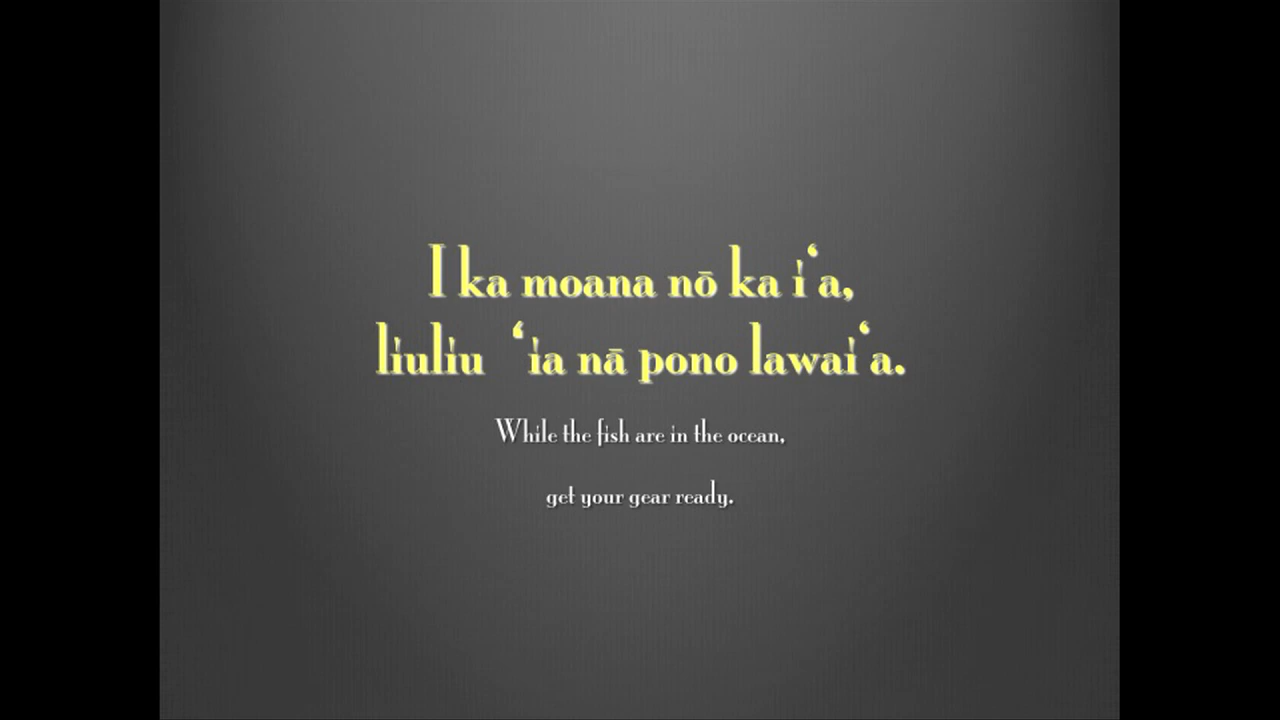 I ka moana nō ka iʻa,
liuliu ʻia nā pono lawaiʻa.
While the fish are in the ocean,
get your gear ready.